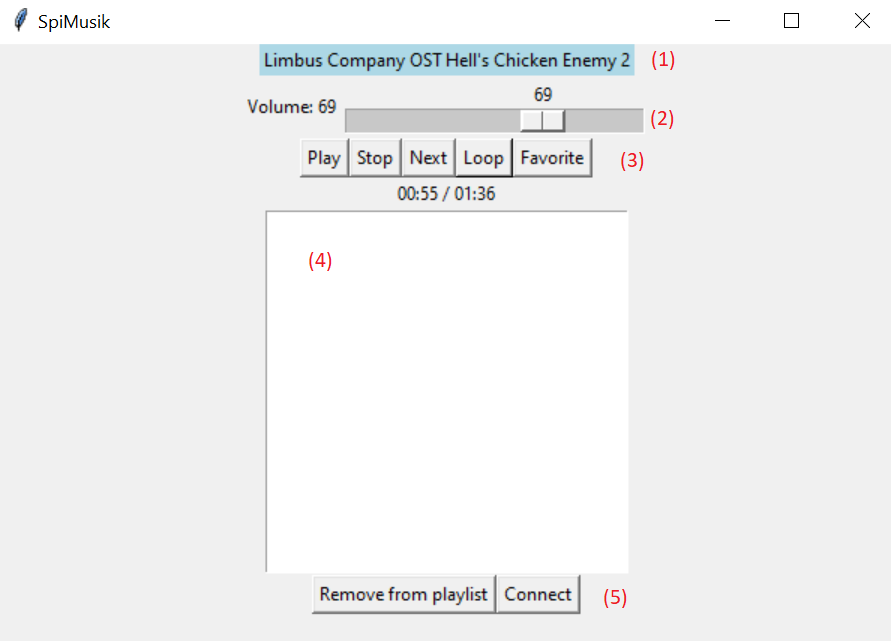 SpiMusik
Limbus Company OST Hell's Chicken Enemy 2 (1)
69
Volume: 69 (2)
Play Stop Next Loop Favorite (3)
00:55 / 01:36
(4)
Remove from playlist Connect (5)